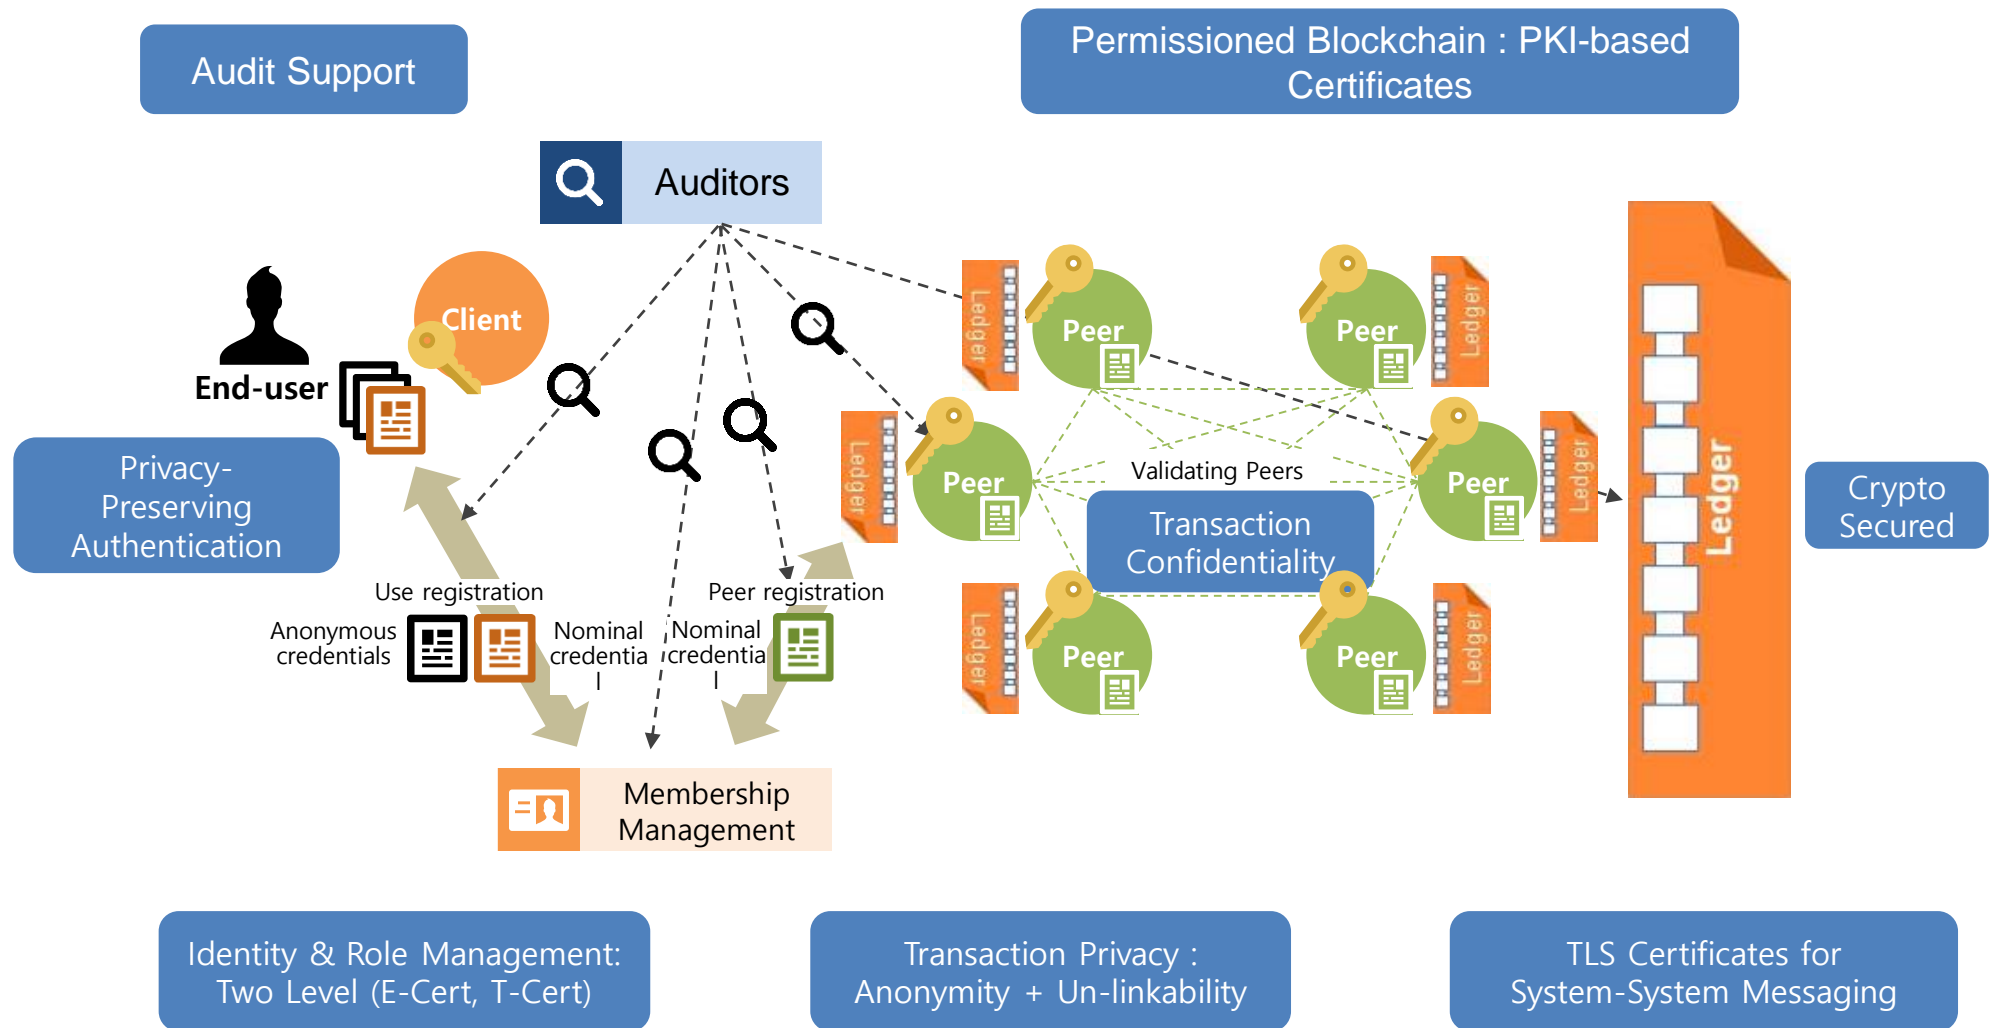 Audit Support
Permissioned Blockchain : PKI-based
Certificates
Auditors
Client
End-user
Privacy-
Preserving
Authentication
Use registration
Anonymous
credentials
Nominal
credentia
l
Peer registration
Nominal
credentia
l
Membership
Management
Ledger
Peer
Peer
Ledger
Ledger
Peer
Validating Peers
Transaction
Confidentiality
Peer
Ledger
Ledger
Peer
Peer
Ledger
Ledger
Crypto
Secured
Identity & Role Management:
Two Level (E-Cert, T-Cert)
Transaction Privacy :
Anonymity + Un-linkability
TLS Certificates for
System-System Messaging